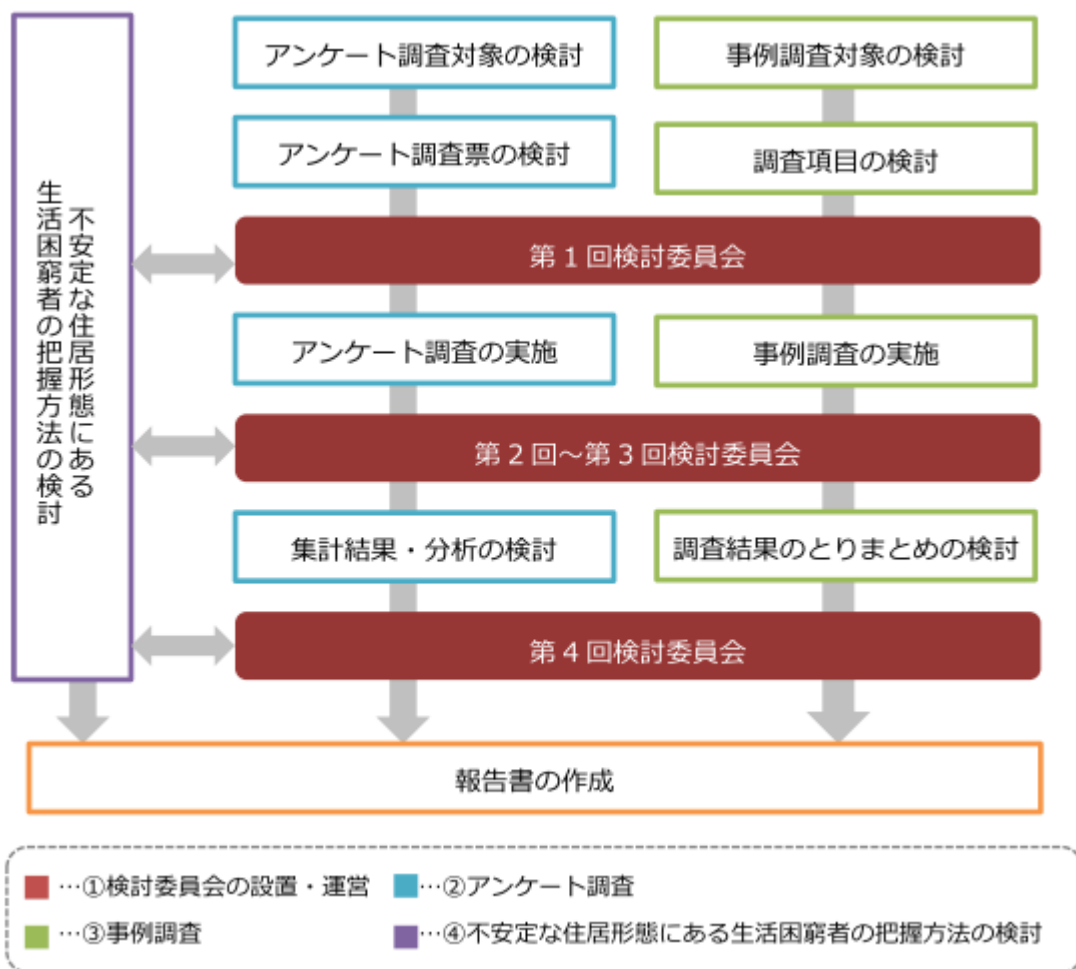 不安定な住居形態にある
生活困窮者の把握方法の検討
アンケート調査対象の検討
事例調査対象の検討
アンケート調査票の検討
調査項目の検討
第1回検討委員会
アンケート調査の実施
事例調査の実施
第2回～第3回検討委員会
集計結果・分析の検討
調査結果のとりまとめの検討
第4回検討委員会
報告書の作成
…①検討委員会の設置・運営
…②アンケート調査
…③事例調査
…④不安定な住居形態にある生活困窮者の把握方法の検討